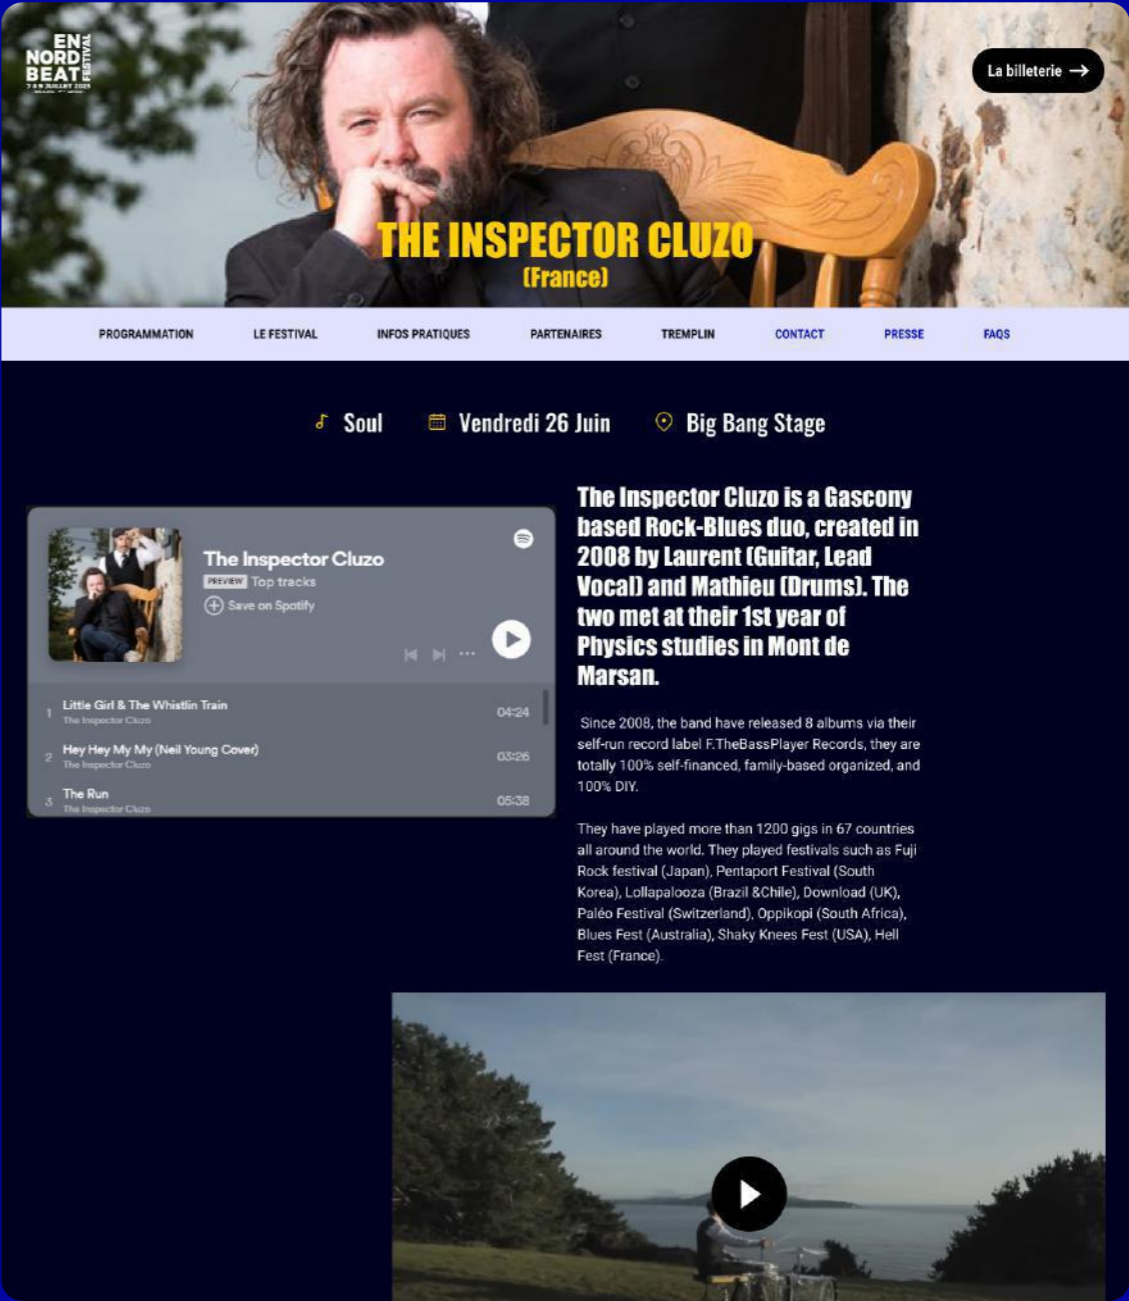 EN
NORD
BEAT
FESTIVAL
7 8 9 JUILLET 2023
La billeterie
THE INSPECTOR CLUZO
(France)
PROGRAMMATION LE FESTIVAL INFOS PRATIQUES PARTENAIRES TREMPLIN CONTACT PRESSE FAQS
Soul Vendredi 26 Juin Big Bang Stage
The Inspector Cluzo
PREVIEW Top tracks
Save on Spotify
1 Little Girl & The Whistlin Train 04:24
The Inspector Cluzo
2 Hey Hey My My (Neil Young Cover) 03:26
The Inspector Cluzo
3 The Run 05:38
The Inspector Cluzo
The Inspector Cluzo is a Gascony
based Rock-Blues duo, created in
2008 by Laurent (Guitar, Lead
Vocal) and Mathieu (Drums). The
two met at their 1st year of
Physics studies in Mont de
Marsan.
Since 2008, the band have released 8 albums via their
self-run record label F.TheBassPlayer Records, they are
totally 100% self-financed, family-based organized, and
100% DIY.
They have played more than 1200 gigs in 67 countries
all around the world. They played festivals such as Fuji
Rock festival (Japan), Pentaport Festival (South
Korea), Lollapalooza (Brazil &Chile), Download (UK),
Paléo Festival (Switzerland), Oppikopi (South Africa),
Blues Fest (Australia), Shaky Knees Fest (USA), Hell
Fest (France).